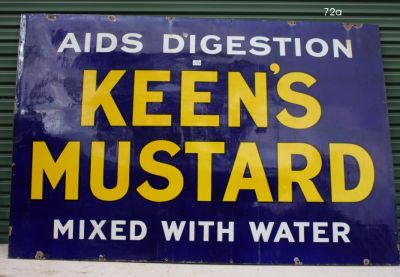 72a
AIDS DIGESTION
KEEN'S
MUSTARD
MIXED WITH WATER